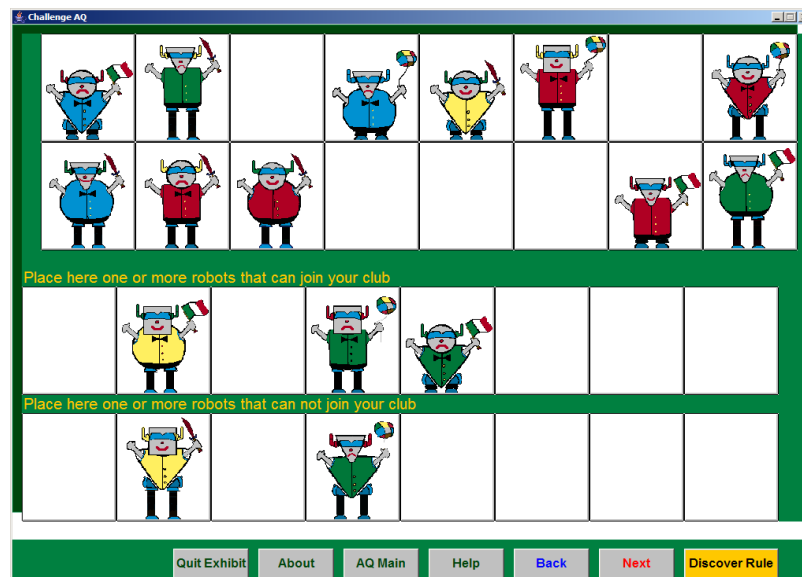 Challenge AQ
Place here one or more robots that can join your club
Place here one or more robots that can not join your club
Quit Exhibit About AQ Main Help Back Next Discover Rule